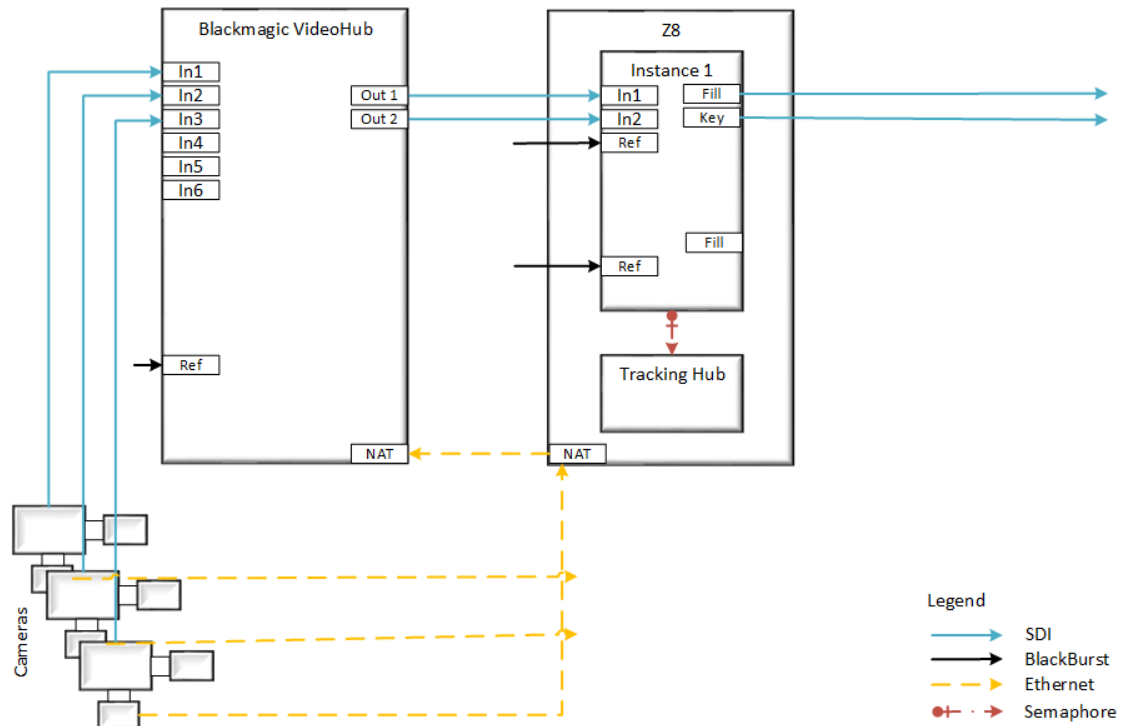 Blackmagic VideoHub
In1
In2
In3
In4
In5
In6
Out 1
Out 2
Ref
NAT
Z8
Instance 1
In1
In2
Ref
Ref
Fill
Key
Fill
Tracking Hub
NAT
Cameras
Legend
SDI
BlackBurst
Ethernet
Semaphore